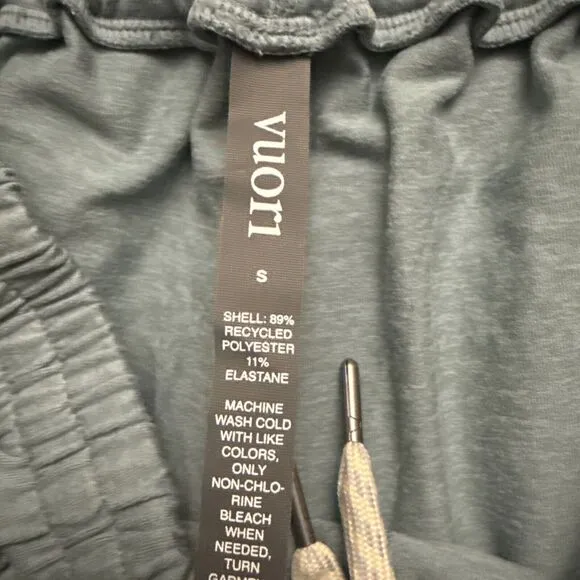 vuori
S
SHELL: 89%
RECYCLED
POLYESTER
11%
ELASTANE
MACHINE
WASH COLD
WITH LIKE
COLORS,
ONLY
NON-CHLO-
RINE
BLEACH
WHEN
NEEDED,
TURN